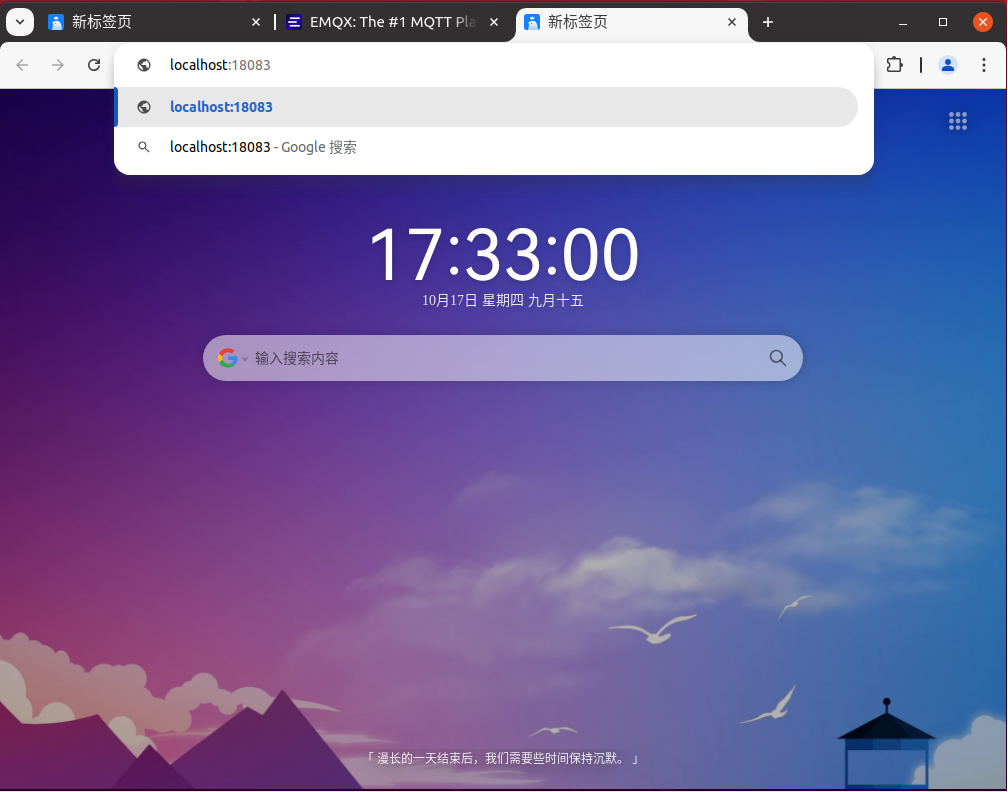 新标签页
EMQX: The #1 MQTT Pla
新标签页
localhost:18083
localhost:18083
localhost:18083 - Google 搜索
17:33:00
10月17日 星期四 九月十五
输入搜索内容
「 漫长的一天结束后，我们需要些时间保持沉默。 」